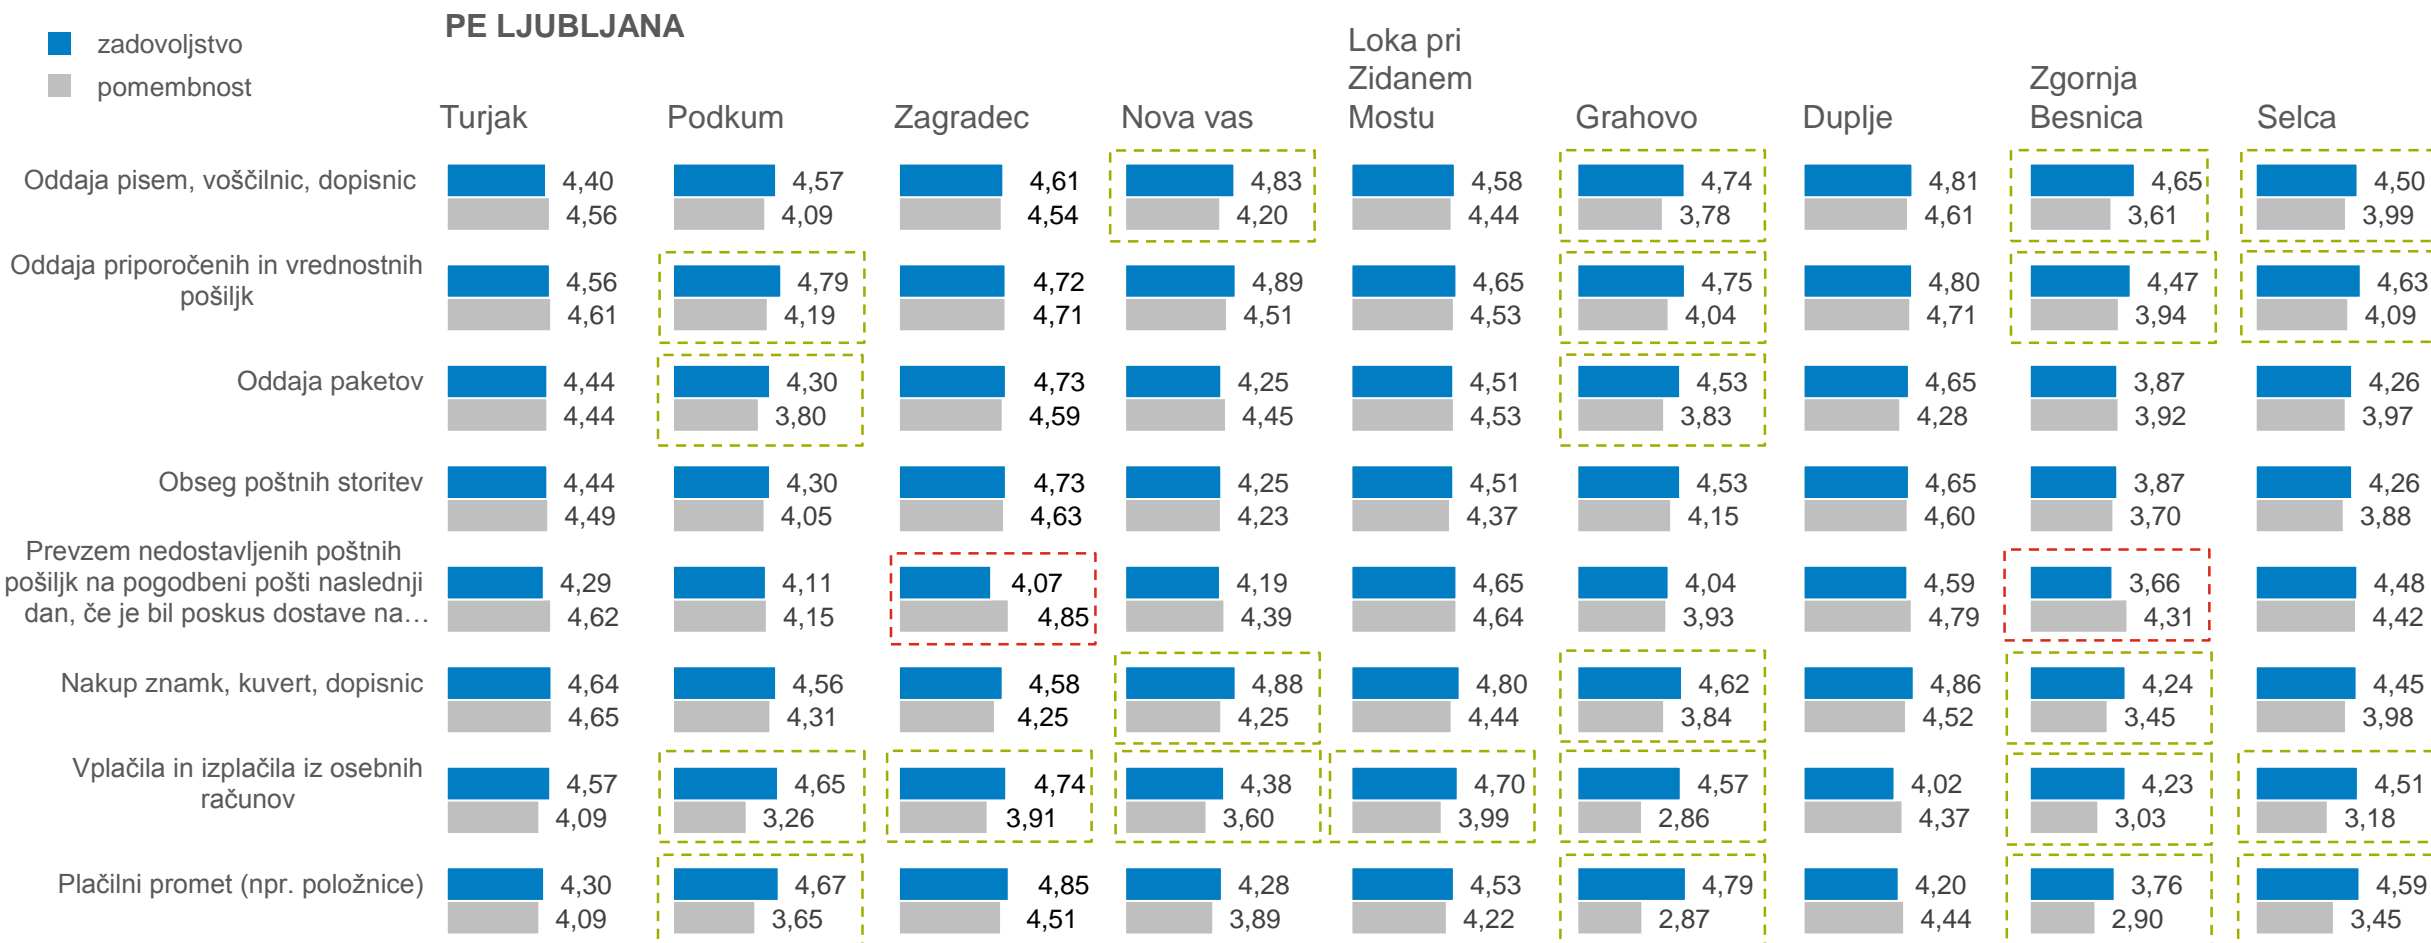 PE LJUBLJANA
zadovoljstvo
pomembnost
Turjak
Podkum
Zagradec
Nova vas
Loka pri
Zidanem
Mostu
Grahovo
Duplje
Zgornja
Besnica
Selca
Oddaja pisem, voščilnic, dopisnic
4,40 4,57 4,61 4,83 4,58 4,74 4,81 4,65 4,50
4,56 4,09 4,54 4,20 4,44 3,78 4,61 3,61 3,99
Oddaja priporočenih in vrednostnih
pošiljk
4,56 4,79 4,72 4,89 4,65 4,75 4,80 4,47 4,63
4,61 4,19 4,71 4,51 4,53 4,04 4,71 3,94 4,09
Oddaja paketov
4,44 4,30 4,73 4,25 4,51 4,53 4,65 3,87 4,26
4,44 3,80 4,59 4,45 4,53 3,83 4,28 3,92 3,97
Obseg poštnih storitev
4,44 4,30 4,73 4,25 4,51 4,53 4,65 3,87 4,26
4,49 4,05 4,63 4,23 4,37 4,15 4,60 3,70 3,88
Prevzem nedostavljenih poštnih
pošiljk na pogodbeni pošti naslednji
dan, če je bil poskus dostave na…
4,29 4,11 4,07 4,19 4,65 4,04 4,59 3,66 4,48
4,62 4,15 4,85 4,39 4,64 3,93 4,79 4,31 4,42
Nakup znamk, kuvert, dopisnic
4,64 4,56 4,58 4,88 4,80 4,62 4,86 4,24 4,45
4,65 4,31 4,25 4,25 4,44 3,84 4,52 3,45 3,98
Vplačila in izplačila iz osebnih
računov
4,57 4,65 4,74 4,38 4,70 4,57 4,02 4,23 4,51
4,09 3,26 3,91 3,60 3,99 2,86 4,37 3,03 3,18
Plačilni promet (npr. položnice)
4,30 4,67 4,85 4,28 4,53 4,79 4,20 3,76 4,59
4,09 3,65 4,51 3,89 4,22 2,87 4,44 2,90 3,45